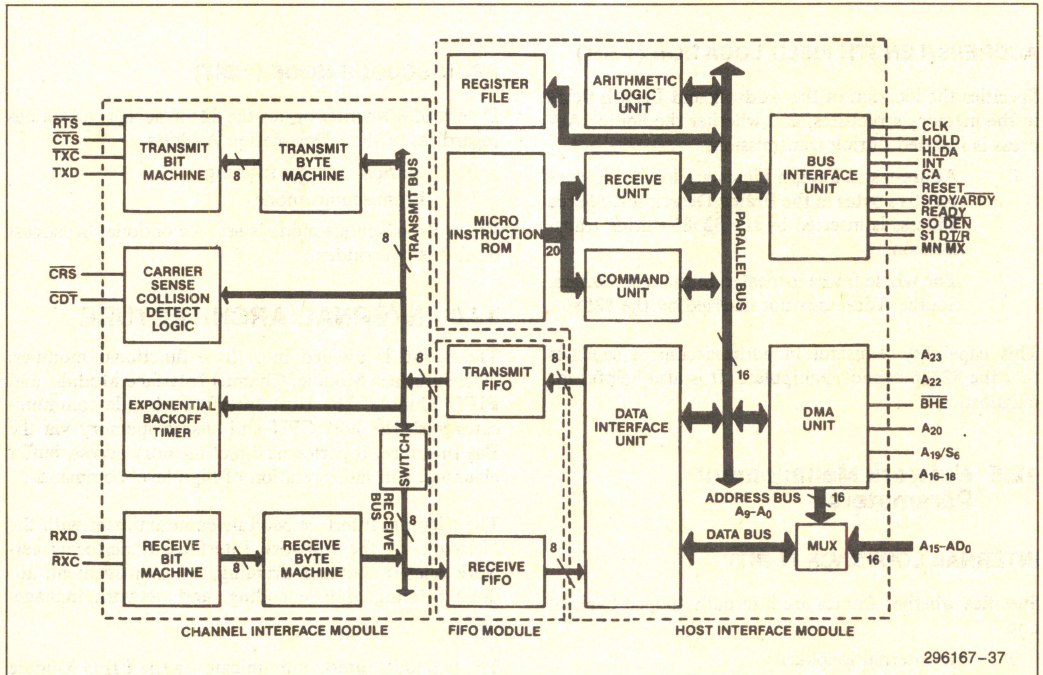 REGISTER
FILE
ARITHMETIC
LOGIC
UNIT
RTS
CTS
TXC
TXD
TRANSMIT
BIT
MACHINE
8
TRANSMIT
BYTE
MACHINE
8
TRANSMIT BUS
MICRO
INSTRUCTION
ROM
20
RECEIVE
UNIT
COMMAND
UNIT
PARALLEL BUS
16
BUS
INTERFACE
UNIT
CLK
HOLD
HLDA
INT
CA
RESET
SRDY/ARDY
READY
SO DEN
S1 DT/R
MN MX
CRS
CDT
CARRIER
SENSE
COLLISION
DETECT
LOGIC
EXPONENTIAL
BACKOFF
TIMER
8
TRANSMIT
FIFO
8
SWITCH
RECEIVE
BUS
8
DATA
INTERFACE
UNIT
DMA
UNIT
A23
A22
BHE
A20
A19/S6
A16-18
ADDRESS BUS
A9-A0
16
DATA BUS
MUX
16
A15-AD0
RXD
RXC
RECEIVE
BIT
MACHINE
8
RECEIVE
BYTE
MACHINE
8
RECEIVE
FIFO
8
CHANNEL INTERFACE MODULE
FIFO MODULE
HOST INTERFACE MODULE
296167-37